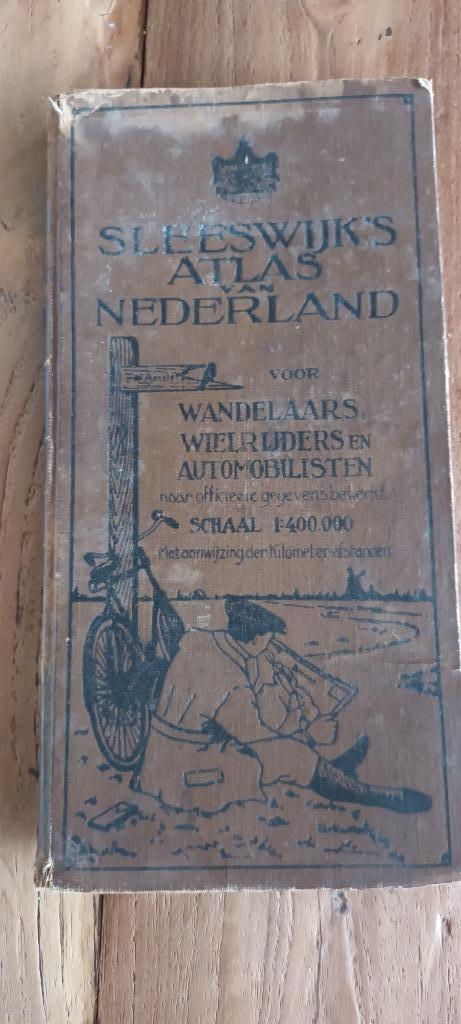 SLEESWIJK'S
ATLAS
VAN
NEDERLAND
VOOR
WANDELAARS,
WIELRIJDERS EN
AUTOMOBILISTEN
naar officieele gegevens bewerkt
SCHAAL 1:400.000
Met aanwijzing der Kilometer-afstanden